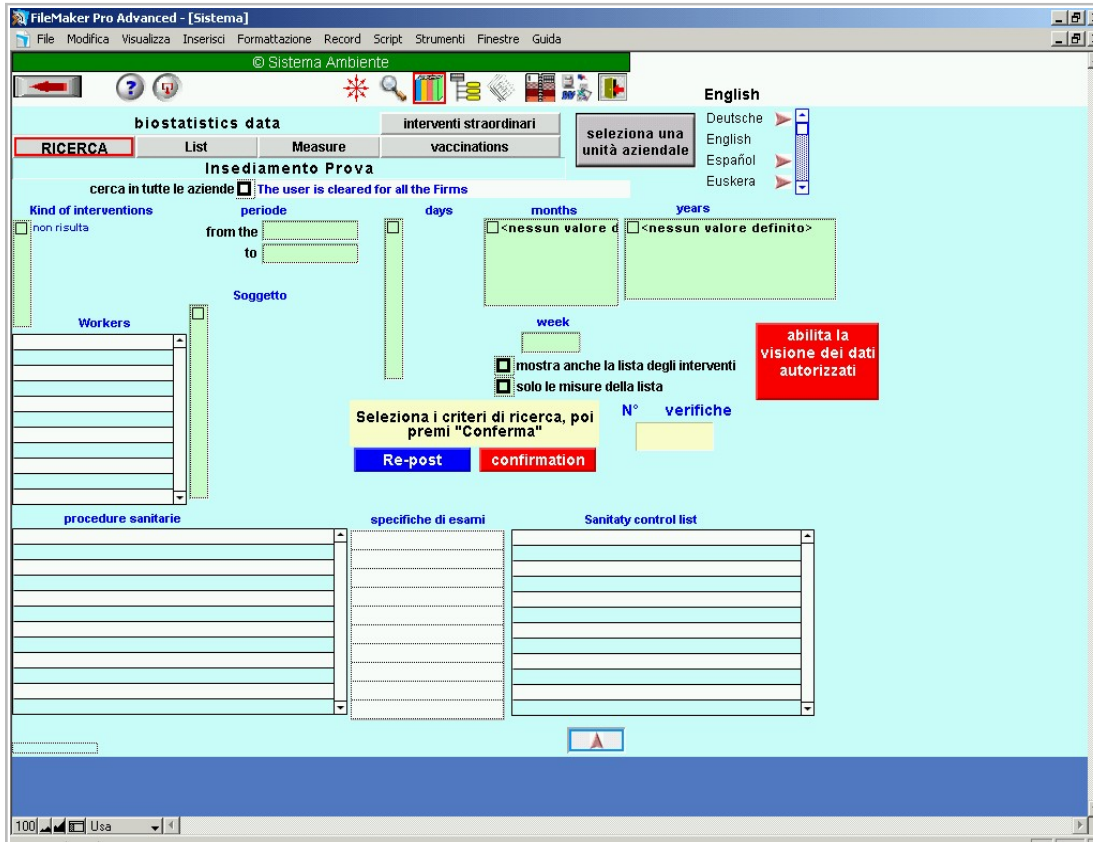 FileMaker Pro Advanced - [Sistema]
File Modifica Visualizza Inserisci Formattazione Record Script Strumenti Finestre Guida
© Sistema Ambiente
English
biostatistics data
interventi straordinari
seleziona una
unità aziendale
Deutsche
English
Español
Euskera
RICERCA
List
Measure
vaccinations
Insediamento Prova
cerca in tutte le aziende
The user is cleared for all the Firms
Kind of interventions
periode
days
months
years
non risulta
from the
to
<nessun valore d
<nessun valore definito>
Soggetto
Workers
week
mostra anche la lista degli interventi
solo le misure della lista
abilita la
visione dei dati
autorizzati
Seleziona i criteri di ricerca, poi
premi "Conferma"
N° verifiche
Re-post
confirmation
procedure sanitarie
specifiche di esami
Sanitaty control list
100
Usa